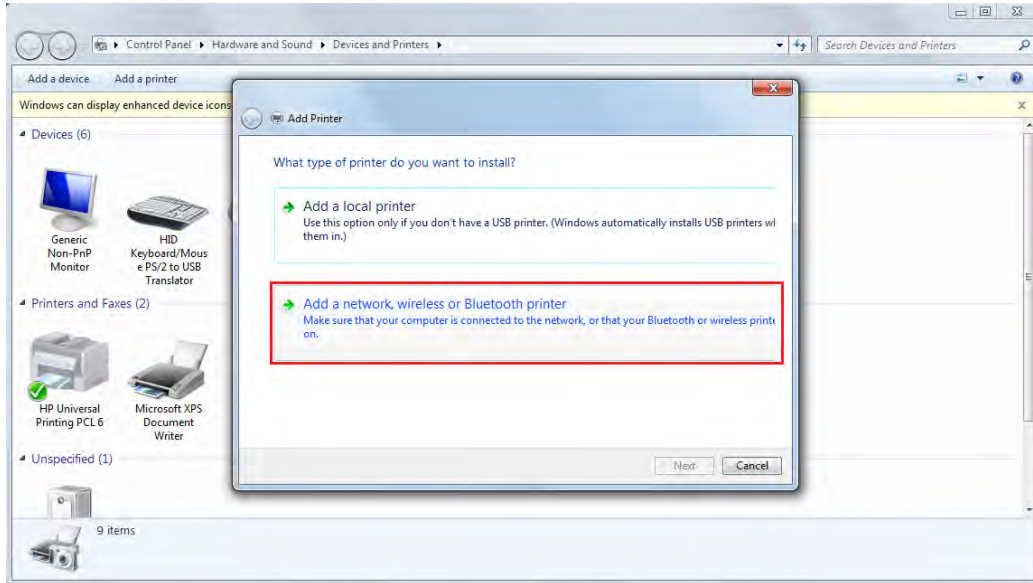 Control Panel Hardware and Sound Devices and Printers
Search Devices and Printers
Add a device Add a printer
Windows can display enhanced device icons
Devices (6)
Generic
Non-PnP
Monitor
HID
Keyboard/Mous
e PS/2 to USB
Translator
Printers and Faxes (2)
HP Universal
Printing PCL 6
Microsoft XPS
Document
Writer
Unspecified (1)
9 items
Add Printer
What type of printer do you want to install?
Add a local printer
Use this option only if you don't have a USB printer. (Windows automatically installs USB printers wl
them in.)
Add a network, wireless or Bluetooth printer
Make sure that your computer is connected to the network, or that your Bluetooth or wireless printe
on.
Next Cancel